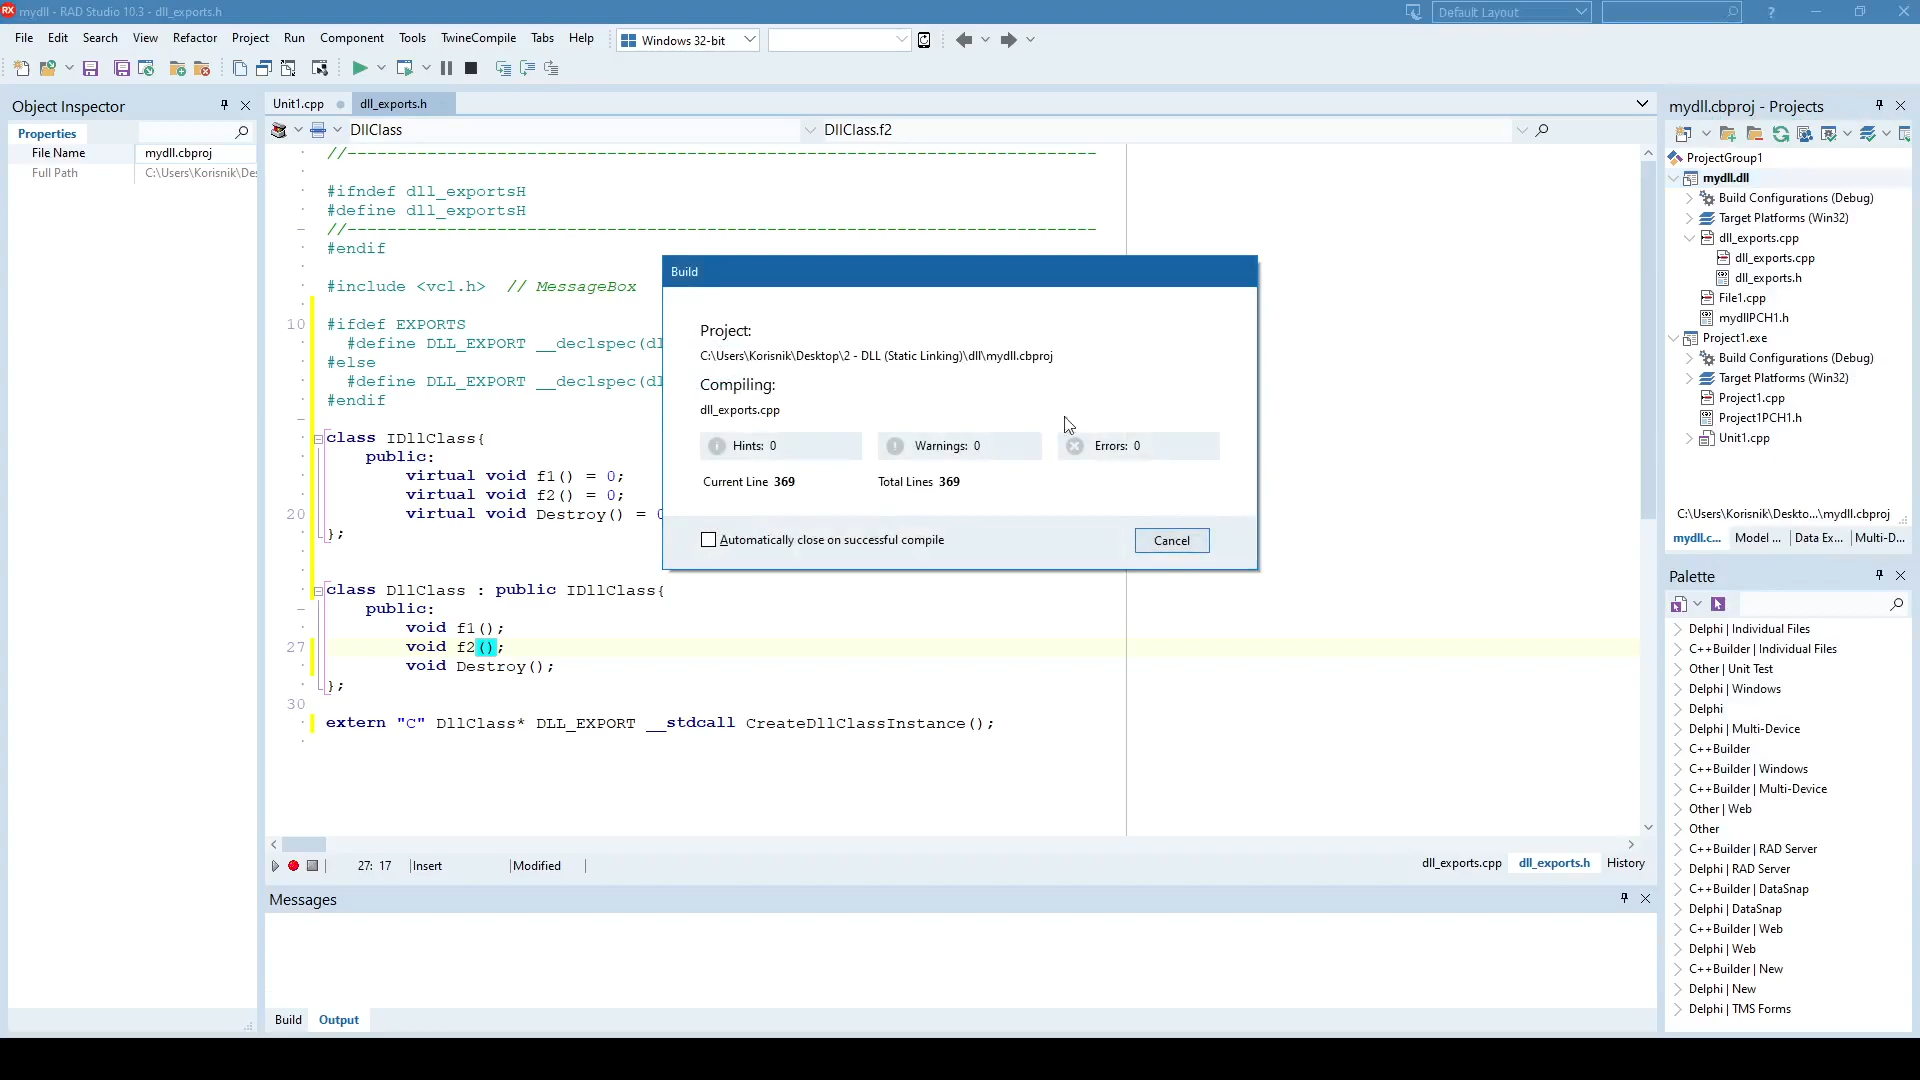 mydll - RAD Studio 10.3 - dll_exports.h
Default Layout
?
File Edit Search View Refactor Project Run Component Tools TwineCompile Tabs Help
Windows 32-bit
Object Inspector
Properties
File Name mydll.cbproj
Full Path C:\Users\Korisnik\Des
Unit1.cpp dll_exports.h
DllClass DllClass.f2
//---------------------------------------------------------------------------
#ifndef dll_exportsH
#define dll_exportsH
//---------------------------------------------------------------------------
#endif
#include <vcl.h> // MessageBox
10 #ifdef EXPORTS
#define DLL_EXPORT __declspec(dl
#else
#define DLL_EXPORT __declspec(dl
#endif
class IDllClass{
public:
virtual void f1() = 0;
virtual void f2() = 0;
20 virtual void Destroy() = 0
};
class DllClass : public IDllClass{
public:
void f1();
27 void f2();
void Destroy();
};
30
extern "C" DllClass* DLL_EXPORT __stdcall CreateDllClassInstance();
27: 17 Insert Modified
dll_exports.cpp dll_exports.h History
Build
Project:
C:\Users\Korisnik\Desktop\2 - DLL (Static Linking)\dll\mydll.cbproj
Compiling:
dll_exports.cpp
Hints: 0 Warnings: 0 Errors: 0
Current Line 369 Total Lines 369
Automatically close on successful compile
Cancel
Messages
Build Output
mydll.cbproj - Projects
ProjectGroup1
mydll.dll
Build Configurations (Debug)
Target Platforms (Win32)
dll_exports.cpp
dll_exports.cpp
dll_exports.h
File1.cpp
mydllPCH1.h
Project1.exe
Build Configurations (Debug)
Target Platforms (Win32)
Project1.cpp
Project1PCH1.h
Unit1.cpp
C:\Users\Korisnik\Deskto...\mydll.cbproj
mydll.c... Model ... Data Ex... Multi-D...
Palette
Delphi | Individual Files
C++Builder | Individual Files
Other | Unit Test
Delphi | Windows
Delphi
Delphi | Multi-Device
C++Builder
C++Builder | Windows
C++Builder | Multi-Device
Other | Web
Other
C++Builder | RAD Server
Delphi | RAD Server
C++Builder | DataSnap
Delphi | DataSnap
C++Builder | Web
Delphi | Web
C++Builder | New
Delphi | New
Delphi | TMS Forms